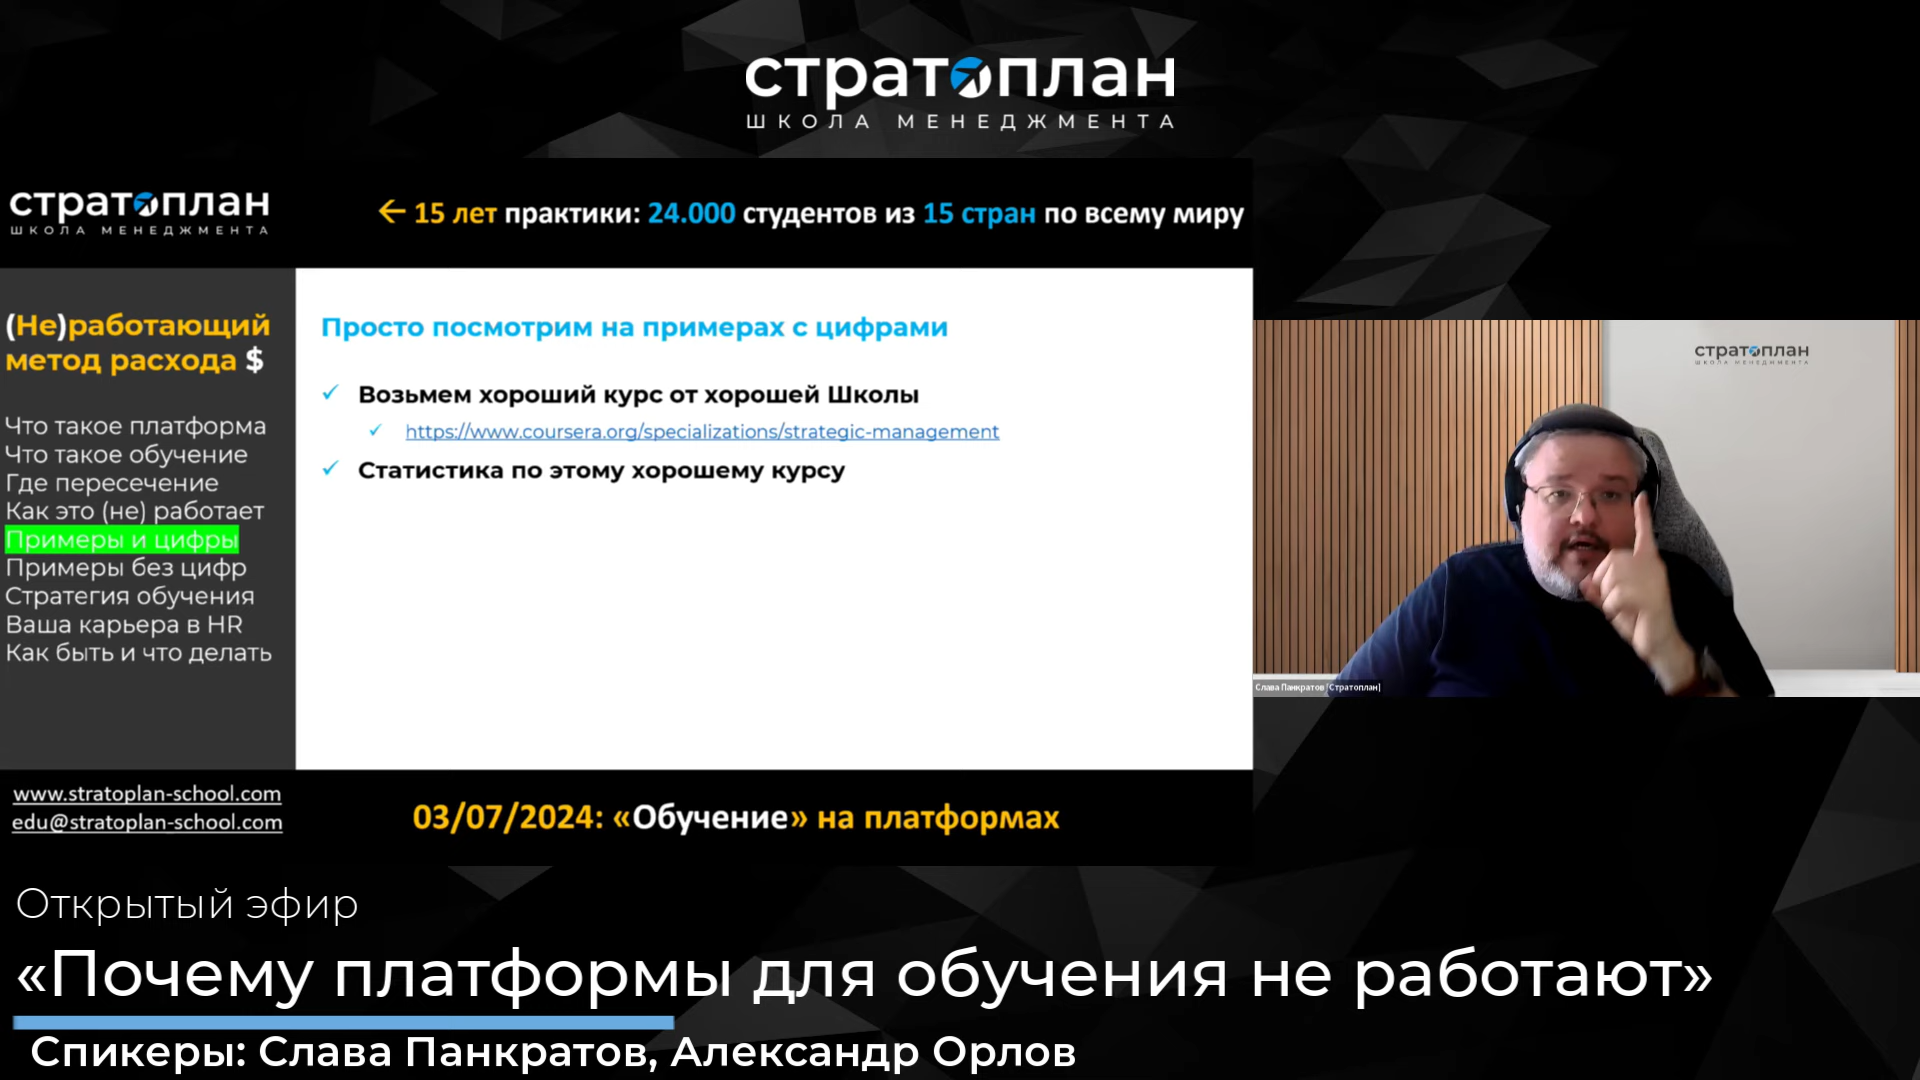 стратоплан
ШКОЛА МЕНЕДЖМЕНТА
стратоплан
ШКОЛА МЕНЕДЖМЕНТА
← 15 лет практики: 24.000 студентов из 15 стран по всему миру
(Не)работающий
метод расхода $
Что такое платформа
Что такое обучение
Где пересечение
Как это (не) работает
Примеры и цифры
Примеры без цифр
Стратегия обучения
Ваша карьера в HR
Как быть и что делать
Просто посмотрим на примерах с цифрами
✓ Возьмем хороший курс от хорошей Школы
✓ https://www.coursera.org/specializations/strategic-management
✓ Статистика по этому хорошему курсу
стратоплан
ШКОЛА МЕНЕДЖМЕНТА
Слава Панкратов [Стратоплан]
www.stratoplan-school.com
edu@stratoplan-school.com
03/07/2024: «Обучение» на платформах
Открытый эфир
«Почему платформы для обучения не работают»
Спикеры: Слава Панкратов, Александр Орлов